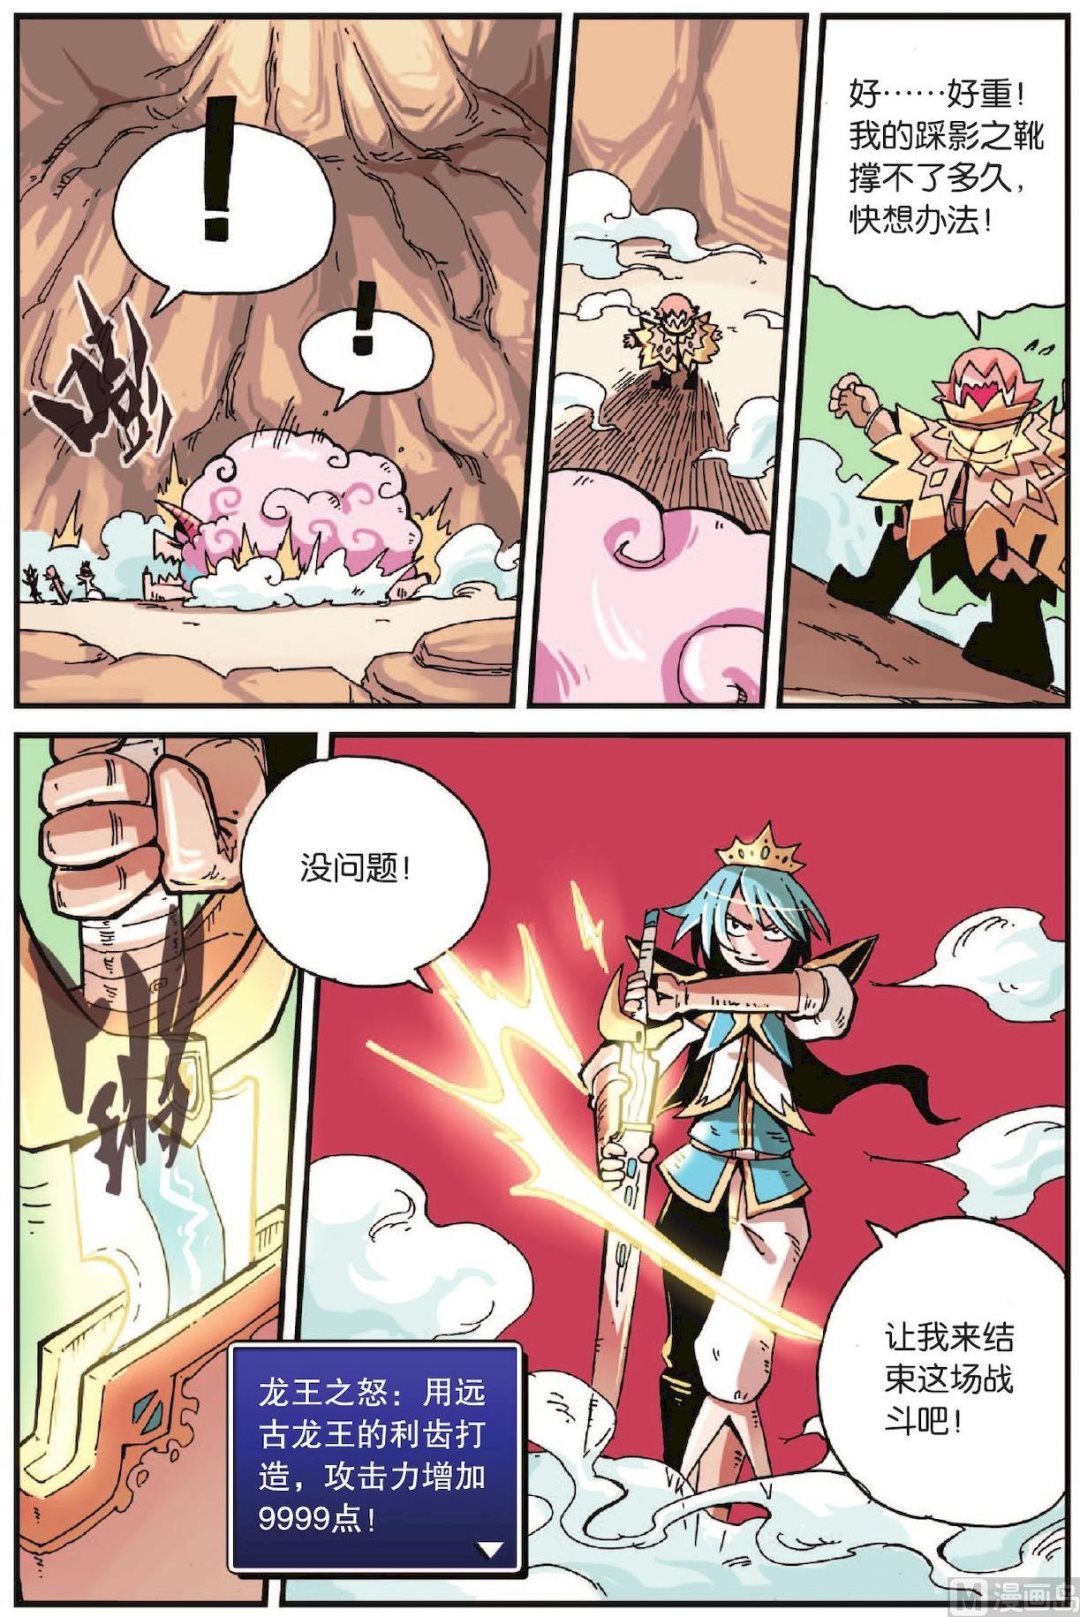 !
!
好……好重！
我的踩影之靴
撑不了多久，
快想办法！
没问题！
龙王之怒：用远
古龙王的利齿打
造，攻击力增加
9999点！
让我来结
束这场战
斗吧！
M 漫画岛